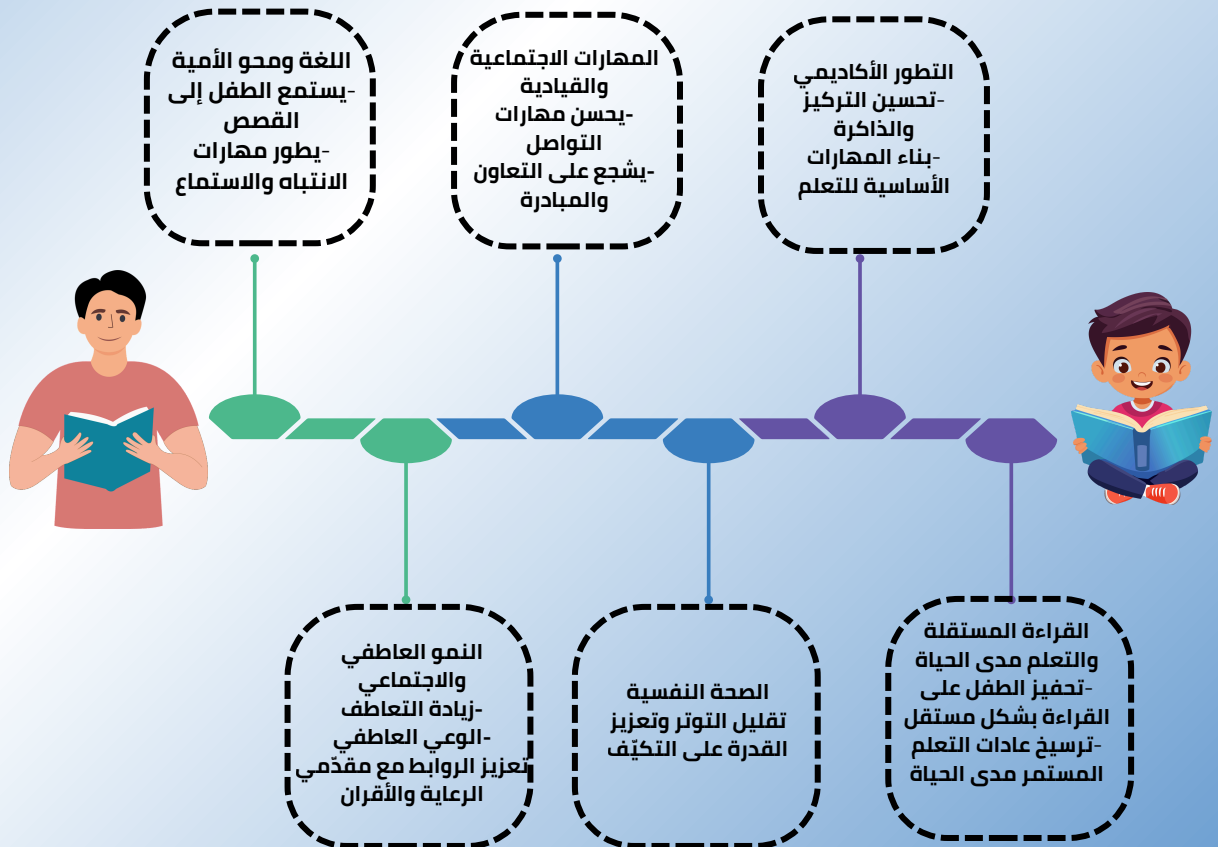 اللغة ومحو الأمية
-يستمع الطفل إلى
القصص
-يطور مهارات
الانتباه والاستماع
النمو العاطفي
والاجتماعي
-زيادة التعاطف
-الوعي العاطفي
تعزيز الروابط مع مقدّمي
الرعاية والأقران
المهارات الاجتماعية
والقيادية
-يحسن مهارات
التواصل
-يشجع على التعاون
والمبادرة
الصحة النفسية
تقليل التوتر وتعزيز
القدرة على التكيّف
التطور الأكاديمي
-تحسين التركيز
والذاكرة
-بناء المهارات
الأساسية للتعلم
القراءة المستقلة
والتعلم مدى الحياة
-تحفيز الطفل على
القراءة بشكل مستقل
-ترسيخ عادات التعلم
المستمر مدى الحياة